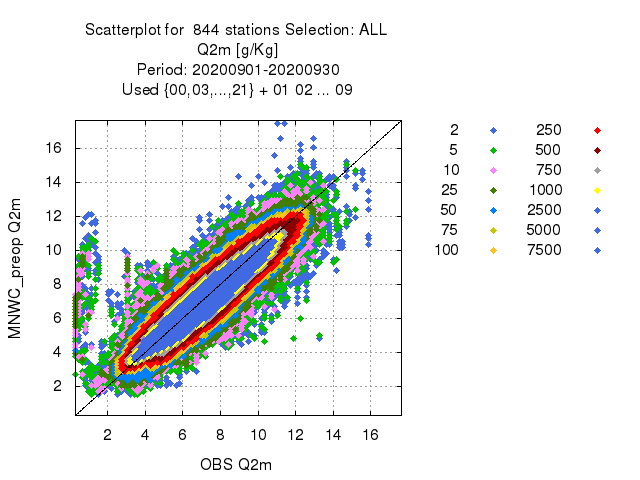 Scatterplot for 844 stations Selection: ALL
Q2m [g/Kg]
Period: 20200901-20200930
Used {00,03,...,21} + 01 02 ... 09
MNWC_preop Q2m
16
14
12
10
8
6
4
2
2 4 6 8 10 12 14 16
OBS Q2m
2 250
5 500
10 750
25 1000
50 2500
75 5000
100 7500